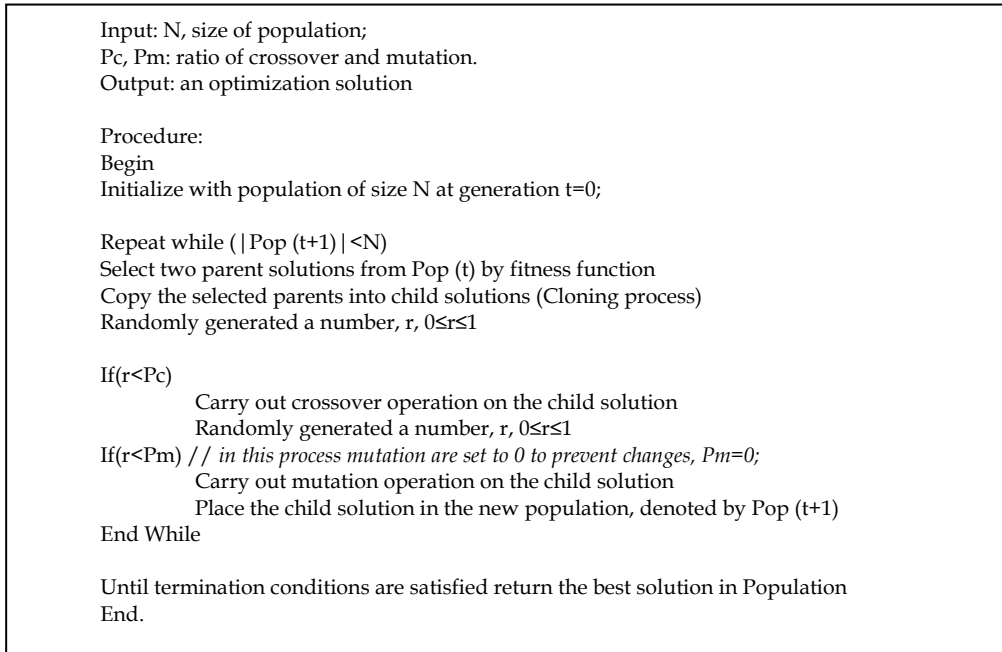 Input: N, size of population;
Pc, Pm: ratio of crossover and mutation.
Output: an optimization solution
Procedure:
Begin
Initialize with population of size N at generation t=0;
Repeat while (|Pop (t+1)|<N)
Select two parent solutions from Pop (t) by fitness function
Copy the selected parents into child solutions (Cloning process)
Randomly generated a number, r, 0≤r≤1
If(r<Pc)
Carry out crossover operation on the child solution
Randomly generated a number, r, 0≤r≤1
If(r<Pm) // in this process mutation are set to 0 to prevent changes, Pm=0;
Carry out mutation operation on the child solution
Place the child solution in the new population, denoted by Pop (t+1)
End While
Until termination conditions are satisfied return the best solution in Population
End.